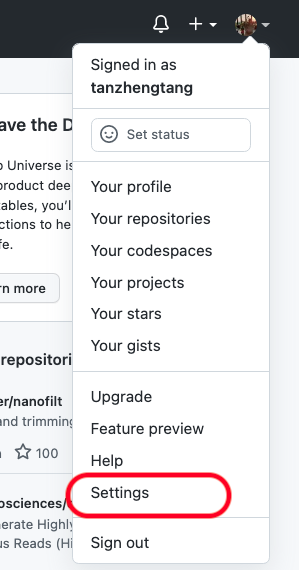 Signed in as
tanzhengtang
Set status
ave the D
o Universe is
product dee
tables, you'l
ctions to he
fe.
rn more
Your profile
Your repositories
Your codespaces
Your projects
Your stars
Your gists
repositori
er/nanofilt
and trimming
100
osciences/
nerate Highly
us Reads (Hi
Upgrade
Feature preview
Help
Settings
Sign out